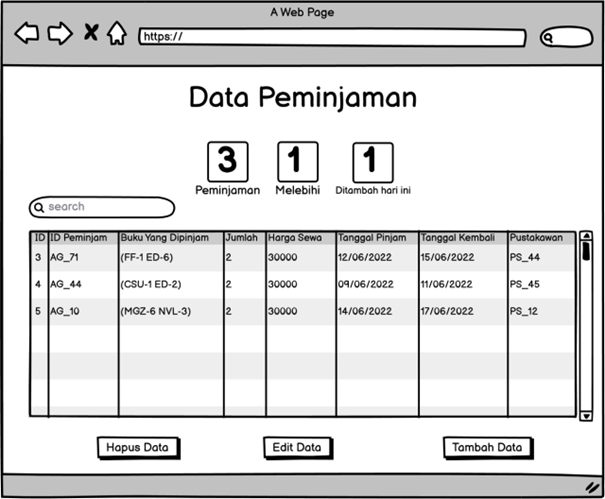 A Web Page
https://
Data Peminjaman
3 1 1
Peminjaman Melebihi Ditambah hari ini
search
ID ID Peminjam Buku Yang Dipinjam Jumlah Harga Sewa Tanggal Pinjam Tanggal Kembali Pustakawan
3 AG_71 (FF-1 ED-6) 2 30000 12/06/2022 15/06/2022 PS_44
4 AG_44 (CSU-1 ED-2) 2 30000 09/06/2022 11/06/2022 PS_45
5 AG_10 (MGZ-6 NVL-3) 2 30000 14/06/2022 17/06/2022 PS_12
Hapus Data Edit Data Tambah Data